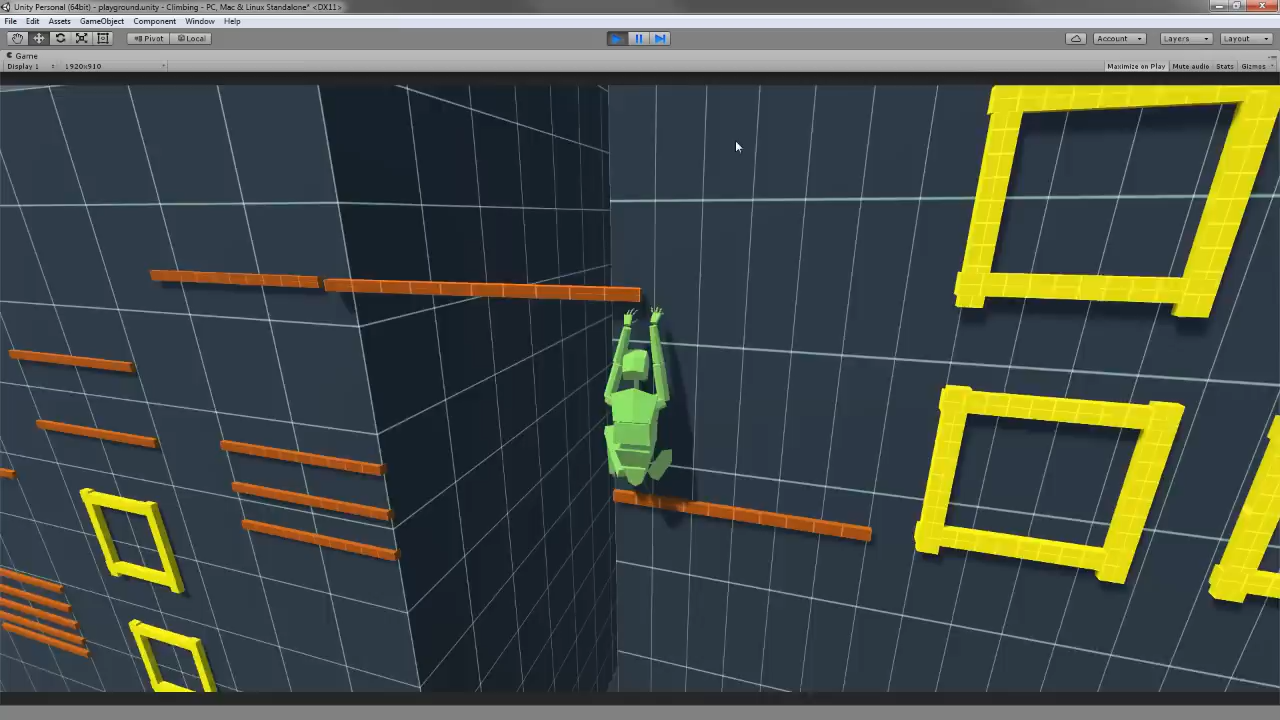 Unity Personal (64bit) - playground.unity - Climbing - PC, Mac & Linux Standalone* <DX11>
File Edit Assets GameObject Component Window Help
Pivot Local Account Layers Layout
Game
Display 1 1920x910 Maximize on Play Mute audio Stats Gizmos